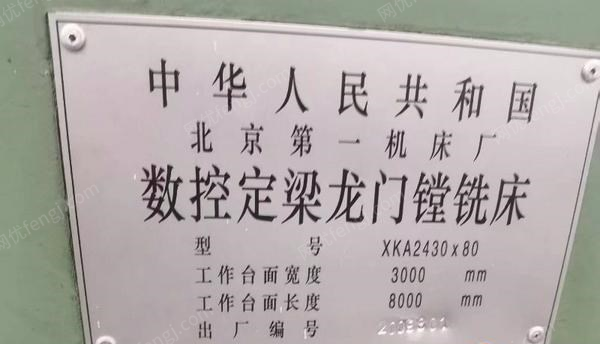 中华人民共和国
北京第一机床厂
数控定梁龙门镗铣床
型号 XKA2430x80
工作台面宽度 3000 mm
工作台面长度 8000 mm
出厂编号